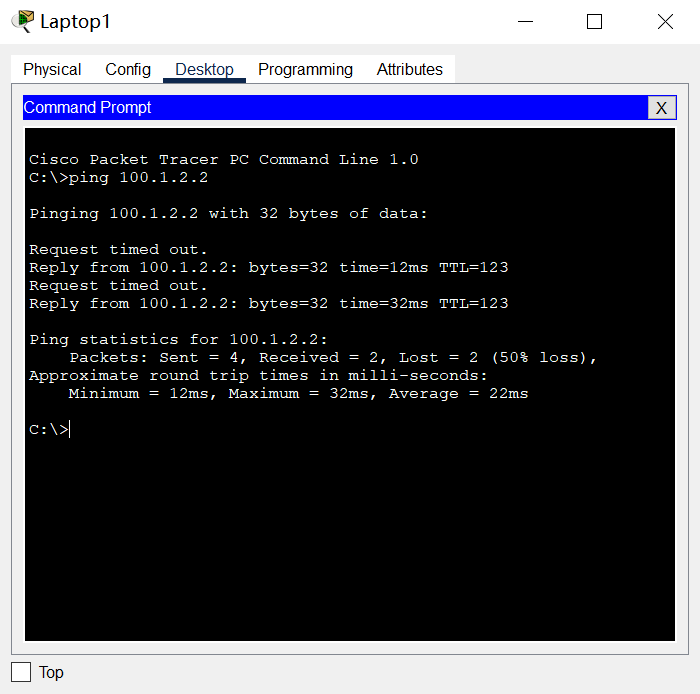 Laptop1
Physical Config Desktop Programming Attributes
Command Prompt X
Cisco Packet Tracer PC Command Line 1.0
C:\>ping 100.1.2.2
Pinging 100.1.2.2 with 32 bytes of data:
Request timed out.
Reply from 100.1.2.2: bytes=32 time=12ms TTL=123
Request timed out.
Reply from 100.1.2.2: bytes=32 time=32ms TTL=123
Ping statistics for 100.1.2.2:
    Packets: Sent = 4, Received = 2, Lost = 2 (50% loss),
Approximate round trip times in milli-seconds:
    Minimum = 12ms, Maximum = 32ms, Average = 22ms
C:\>
Top